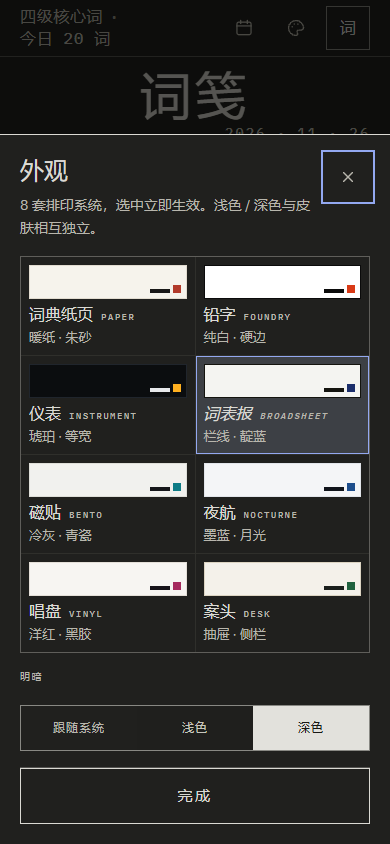 四级核心词 ·
今日 20 词
词
词笺
2026 · 11 · 26
外观
8 套排印系统，选中立即生效。浅色 / 深色与皮
肤相互独立。
词典纸页 PAPER
暖纸 · 朱砂
铅字 FOUNDRY
纯白 · 硬边
仪表 INSTRUMENT
琥珀 · 等宽
词表报 BROADSHEET
栏线 · 靛蓝
磁贴 BENTO
冷灰 · 青瓷
夜航 NOCTURNE
墨蓝 · 月光
唱盘 VINYL
洋红 · 黑胶
案头 DESK
抽屉 · 侧栏
明暗
跟随系统
浅色
深色
完成